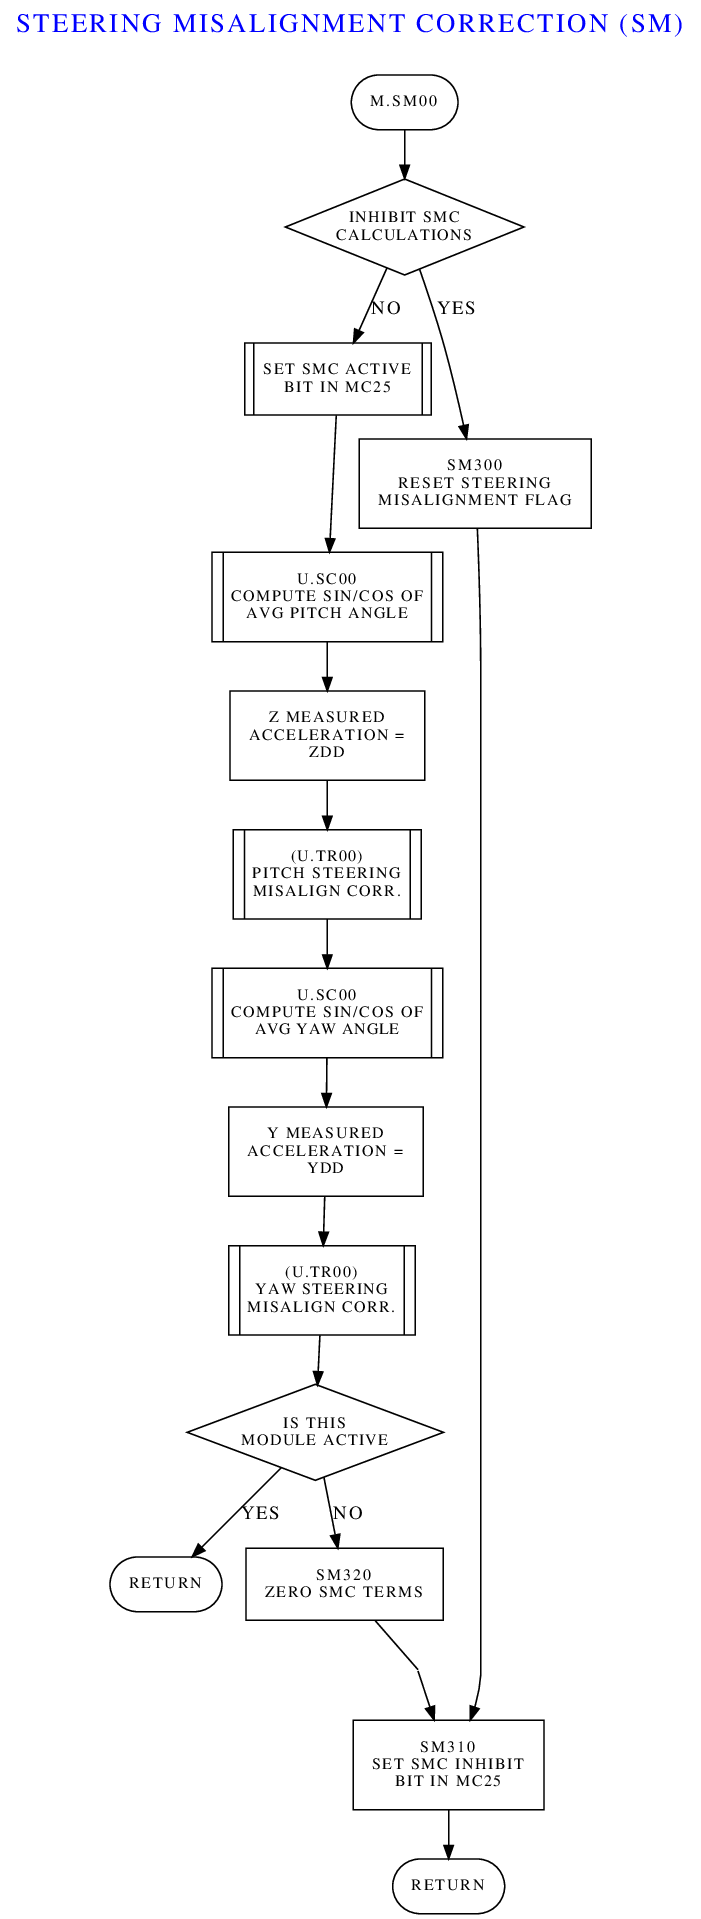 STEERING MISALIGNMENT CORRECTION (SM)
M.SM00
INHIBIT SMC
CALCULATIONS
NO
YES
SET SMC ACTIVE
BIT IN MC25
SM300
RESET STEERING
MISALIGNMENT FLAG
U.SC00
COMPUTE SIN/COS OF
AVG PITCH ANGLE
Z MEASURED
ACCELERATION =
ZDD
(U.TR00)
PITCH STEERING
MISALIGN CORR.
U.SC00
COMPUTE SIN/COS OF
AVG YAW ANGLE
Y MEASURED
ACCELERATION =
YDD
(U.TR00)
YAW STEERING
MISALIGN CORR.
IS THIS
MODULE ACTIVE
YES
NO
RETURN
SM320
ZERO SMC TERMS
SM310
SET SMC INHIBIT
BIT IN MC25
RETURN